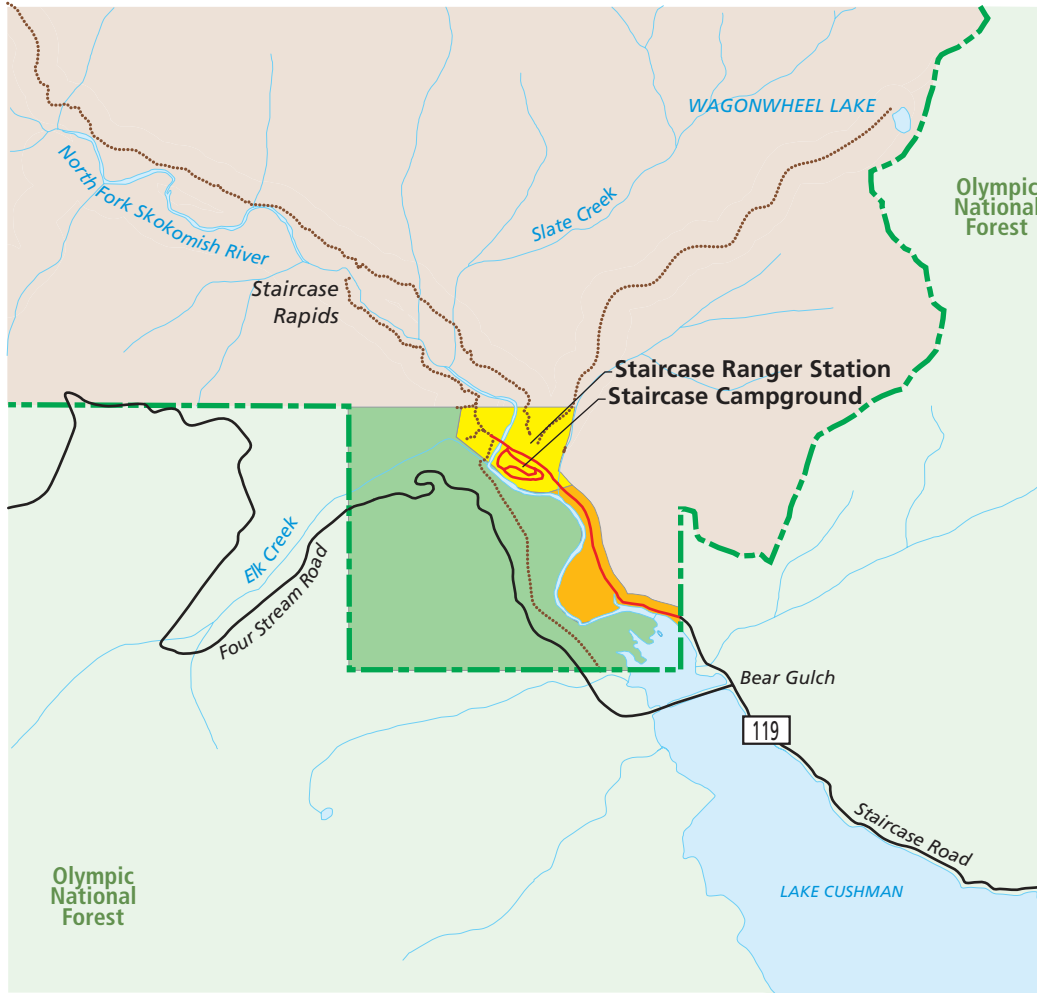 WAGONWHEEL LAKE
North Fork Skokomish River
Slate Creek
Olympic
National
Forest
Staircase
Rapids
Staircase Ranger Station
Staircase Campground
Elk Creek
Four Stream Road
Bear Gulch
119
Staircase Road
Olympic
National
Forest
LAKE CUSHMAN